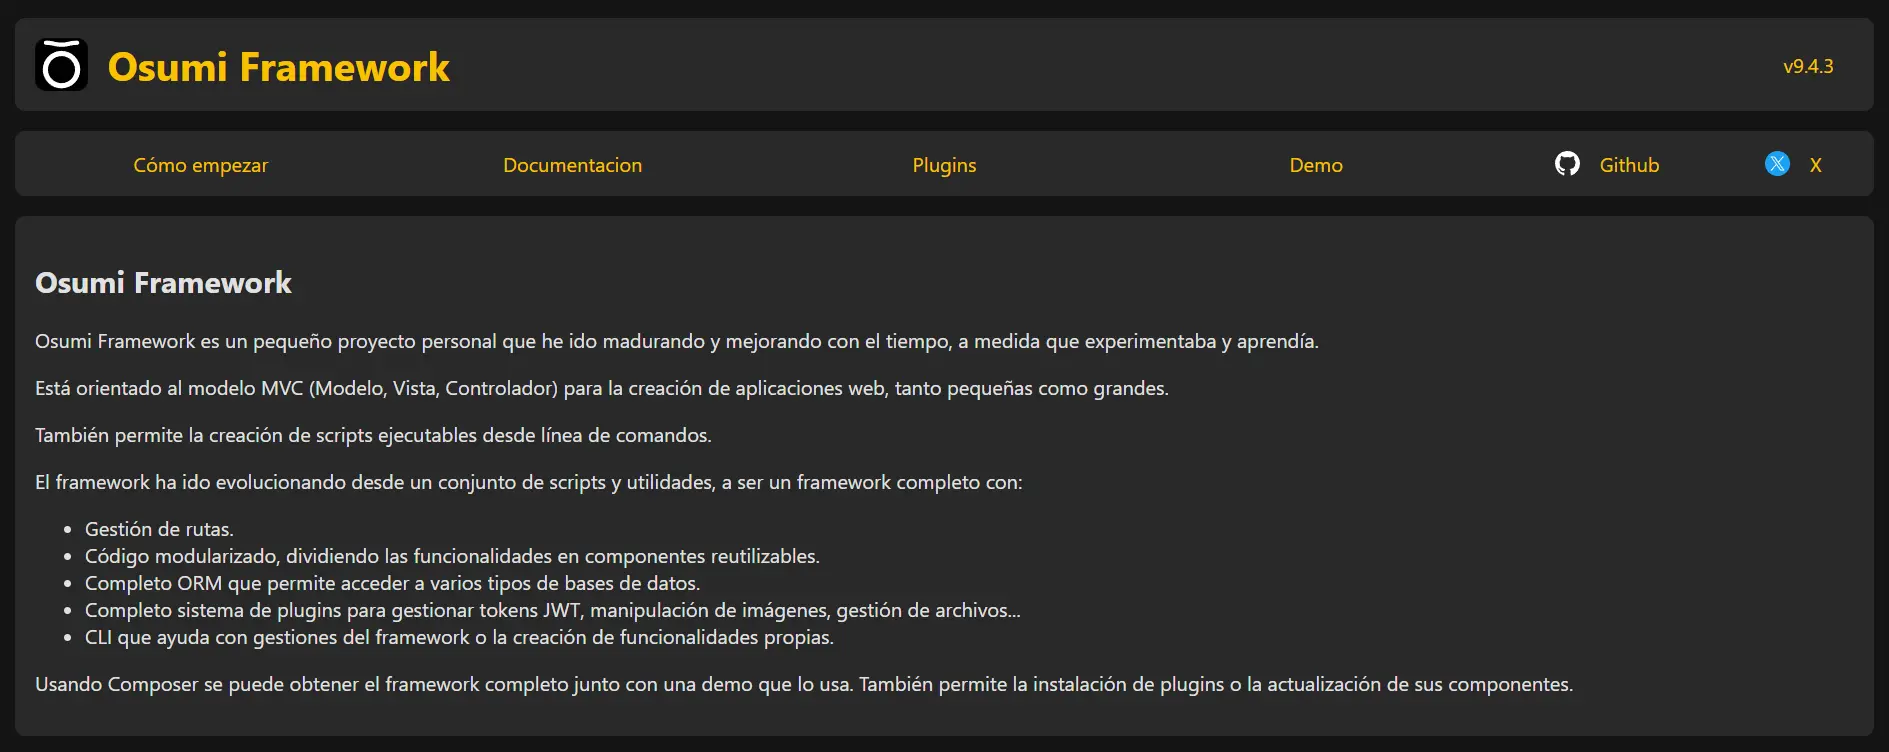 Osumi Framework
v9.4.3
Cómo empezar
Documentacion
Plugins
Demo
Github
X
Osumi Framework
Osumi Framework es un pequeño proyecto personal que he ido madurando y mejorando con el tiempo, a medida que experimentaba y aprendía.
Está orientado al modelo MVC (Modelo, Vista, Controlador) para la creación de aplicaciones web, tanto pequeñas como grandes.
También permite la creación de scripts ejecutables desde línea de comandos.
El framework ha ido evolucionando desde un conjunto de scripts y utilidades, a ser un framework completo con:
• Gestión de rutas.
• Código modularizado, dividiendo las funcionalidades en componentes reutilizables.
• Completo ORM que permite acceder a varios tipos de bases de datos.
• Completo sistema de plugins para gestionar tokens JWT, manipulación de imágenes, gestión de archivos...
• CLI que ayuda con gestiones del framework o la creación de funcionalidades propias.
Usando Composer se puede obtener el framework completo junto con una demo que lo usa. También permite la instalación de plugins o la actualización de sus componentes.